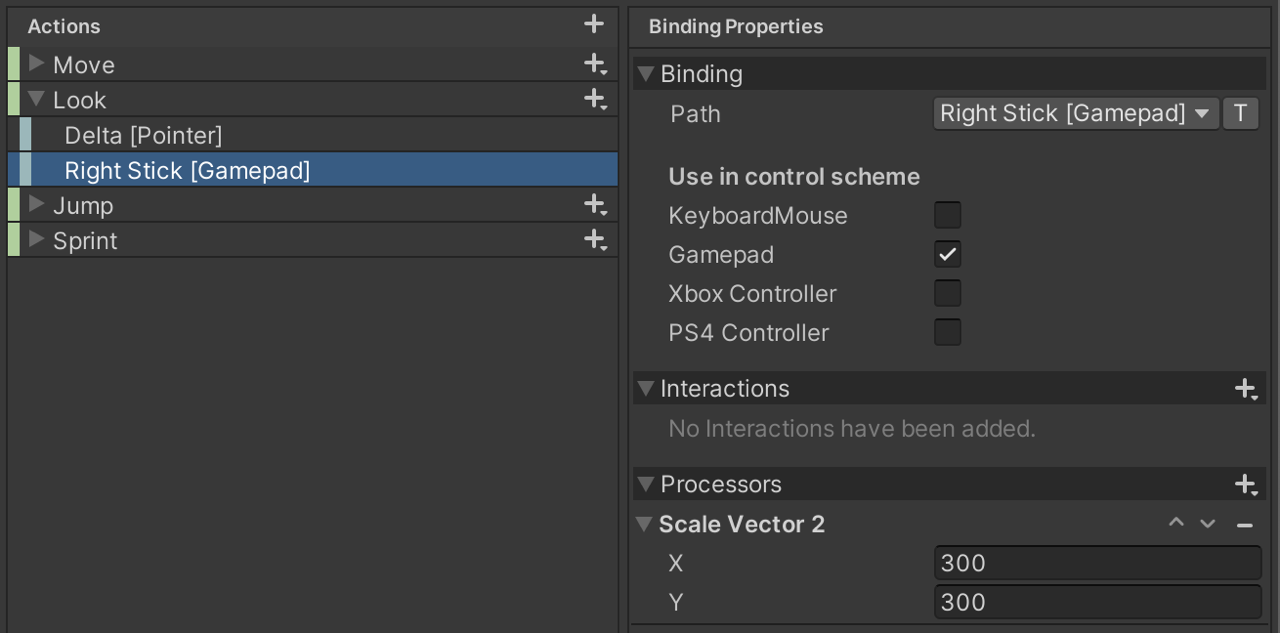 Actions
Move
Look
Delta [Pointer]
Right Stick [Gamepad]
Jump
Sprint
Binding Properties
Binding
Path Right Stick [Gamepad] T
Use in control scheme
KeyboardMouse
Gamepad
Xbox Controller
PS4 Controller
Interactions
No Interactions have been added.
Processors
Scale Vector 2
X 300
Y 300